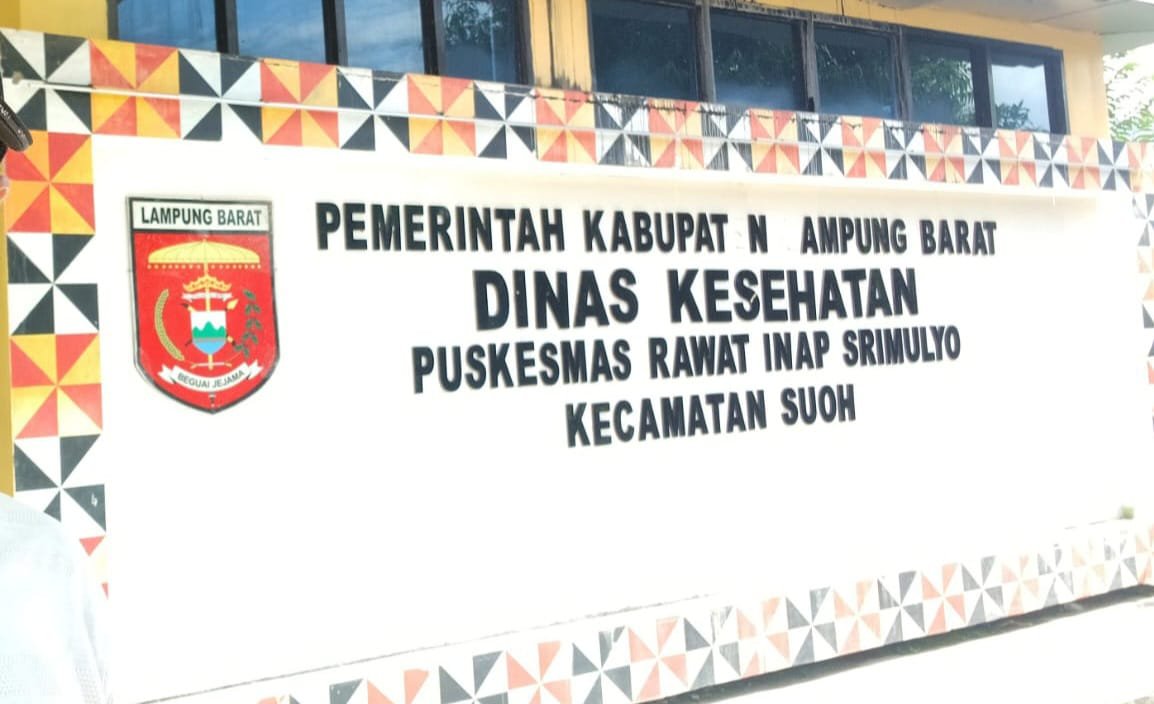 LAMPUNG BARAT
BEGUAI JEJAMA
PEMERINTAH KABUPAT N AMPUNG BARAT
DINAS KESEHATAN
PUSKESMAS RAWAT INAP SRIMULYO
KECAMATAN SUOH